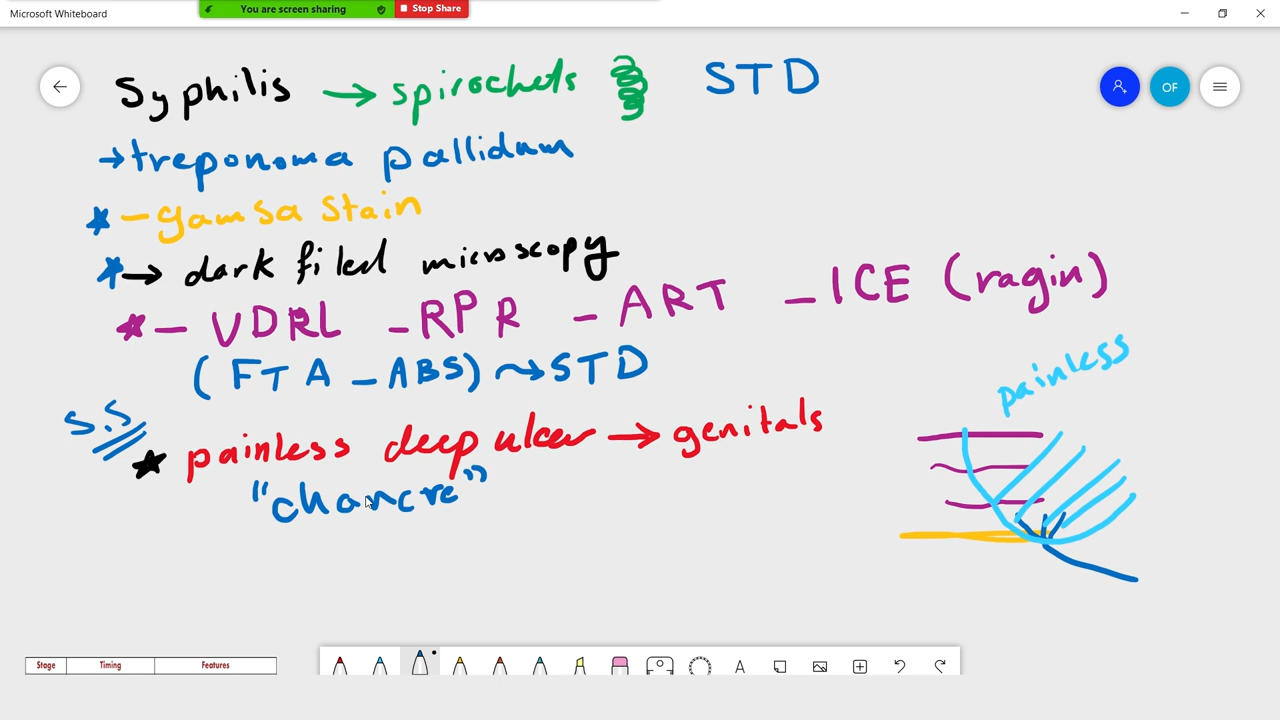 You are screen sharing Stop Share
Microsoft Whiteboard
OF
Syphilis → spirochets STD
→ treponoma pallidum
★ - gamsa stain
★ → dark filed microscopy
★ - VDRL - RPR - ART - ICE (ragin)
(FTA - ABS) ~> STD
painless
S.S
★ painless deep ulcer → genitals
"chancre"
Stage Timing Features
A